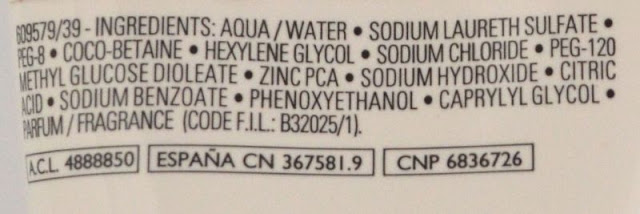 609579/39 - INGREDIENTS: AQUA / WATER • SODIUM LAURETH SULFATE •
PEG-8 • COCO-BETAINE • HEXYLENE GLYCOL • SODIUM CHLORIDE • PEG-120
METHYL GLUCOSE DIOLEATE • ZINC PCA • SODIUM HYDROXIDE • CITRIC
ACID • SODIUM BENZOATE • PHENOXYETHANOL • CAPRYLYL GLYCOL •
PARFUM / FRAGRANCE (CODE F.I.L.: B32025/1).
A.C.L. 4888850 ESPAÑA CN 367581.9 CNP 6836726